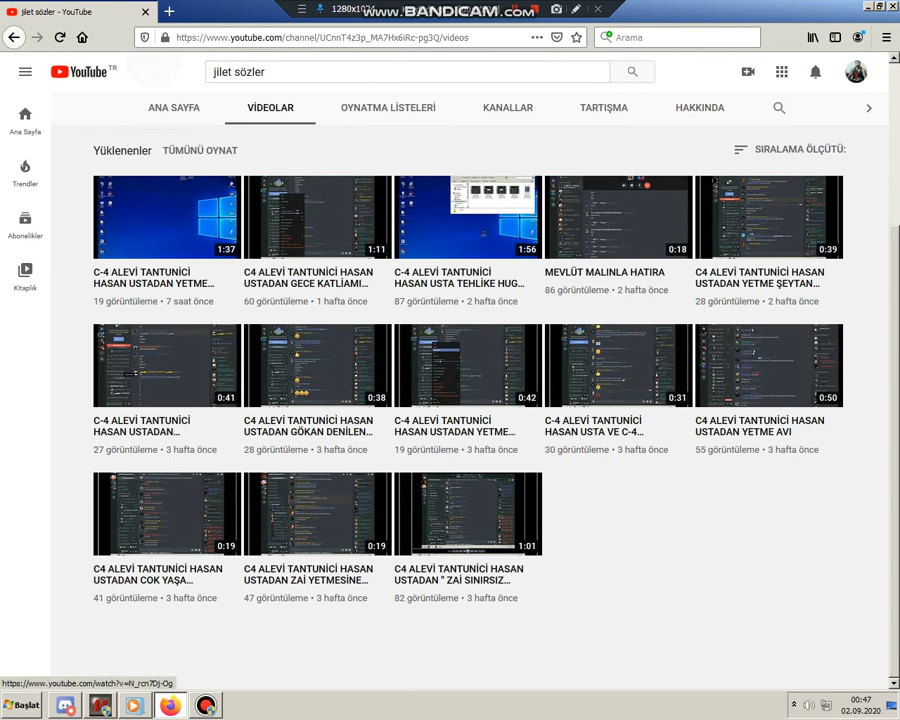 jilet sözler - YouTube
1280x1024
www.BANDICAM.com
https://www.youtube.com/channel/UCnnT4z3p_MA7Hx6iRc-pg3Q/videos
Arama
YouTube TR
jilet sözler
ANA SAYFA
VİDEOLAR
OYNATMA LİSTELERİ
KANALLAR
TARTIŞMA
HAKKINDA
Ana Sayfa
Trendler
Abonelikler
Kitaplık
Yüklenenler
TÜMÜNÜ OYNAT
SIRALAMA ÖLÇÜTÜ:
1:37
1:11
1:56
0:18
0:39
C-4 ALEVİ TANTUNİCİ
HASAN USTADAN YETME...
19 görüntüleme • 7 saat önce
C4 ALEVİ TANTUNİCİ HASAN
USTADAN GECE KATLİAMI...
60 görüntüleme • 1 hafta önce
C-4 ALEVİ TANTUNİCİ
HASAN USTA TEHLİKE HUG...
87 görüntüleme • 2 hafta önce
MEVLÜT MALINLA HATIRA
86 görüntüleme • 2 hafta önce
C4 ALEVİ TANTUNİCİ HASAN
USTADAN YETME ŞEYTAN...
28 görüntüleme • 2 hafta önce
0:41
0:38
0:42
0:31
0:50
C-4 ALEVİ TANTUNİCİ
HASAN USTADAN...
27 görüntüleme • 3 hafta önce
C4 ALEVİ TANTUNİCİ HASAN
USTADAN GÖKAN DENİLEN...
28 görüntüleme • 3 hafta önce
C-4 ALEVİ TANTUNİCİ
HASAN USTADAN YETME...
19 görüntüleme • 3 hafta önce
C-4 ALEVİ TANTUNİCİ
HASAN USTA VE C-4...
30 görüntüleme • 3 hafta önce
C4 ALEVİ TANTUNİCİ HASAN
USTADAN YETME AVI
55 görüntüleme • 3 hafta önce
0:19
0:19
1:01
C4 ALEVİ TANTUNİCİ HASAN
USTADAN COK YAŞA...
41 görüntüleme • 3 hafta önce
C4 ALEVİ TANTUNİCİ HASAN
USTADAN ZAİ YETMESİNE...
47 görüntüleme • 3 hafta önce
C4 ALEVİ TANTUNİCİ HASAN
USTADAN " ZAİ SINIRSIZ...
82 görüntüleme • 3 hafta önce
https://www.youtube.com/watch?v=N_rcn7Dj-Og
Başlat
00:47
02.09.2020